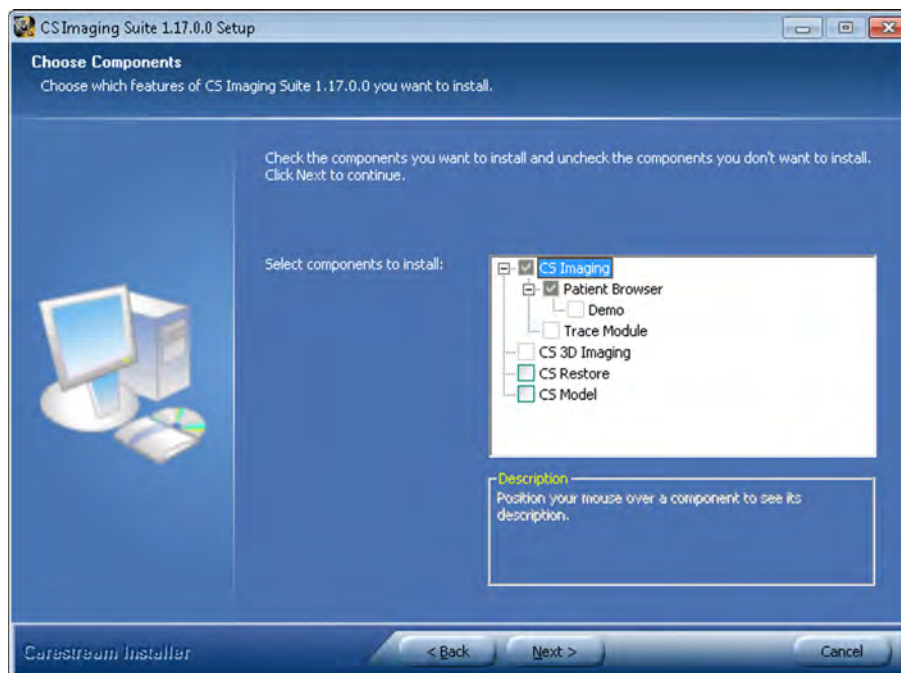 CS Imaging Suite 1.17.0.0 Setup
Choose Components
Choose which features of CS Imaging Suite 1.17.0.0 you want to install.
Check the components you want to install and uncheck the components you don't want to install.
Click Next to continue.
Select components to install:
CS Imaging
Patient Browser
Demo
Trace Module
CS 3D Imaging
CS Restore
CS Model
Description
Position your mouse over a component to see its
description.
Carestream Installer
< Back
Next >
Cancel